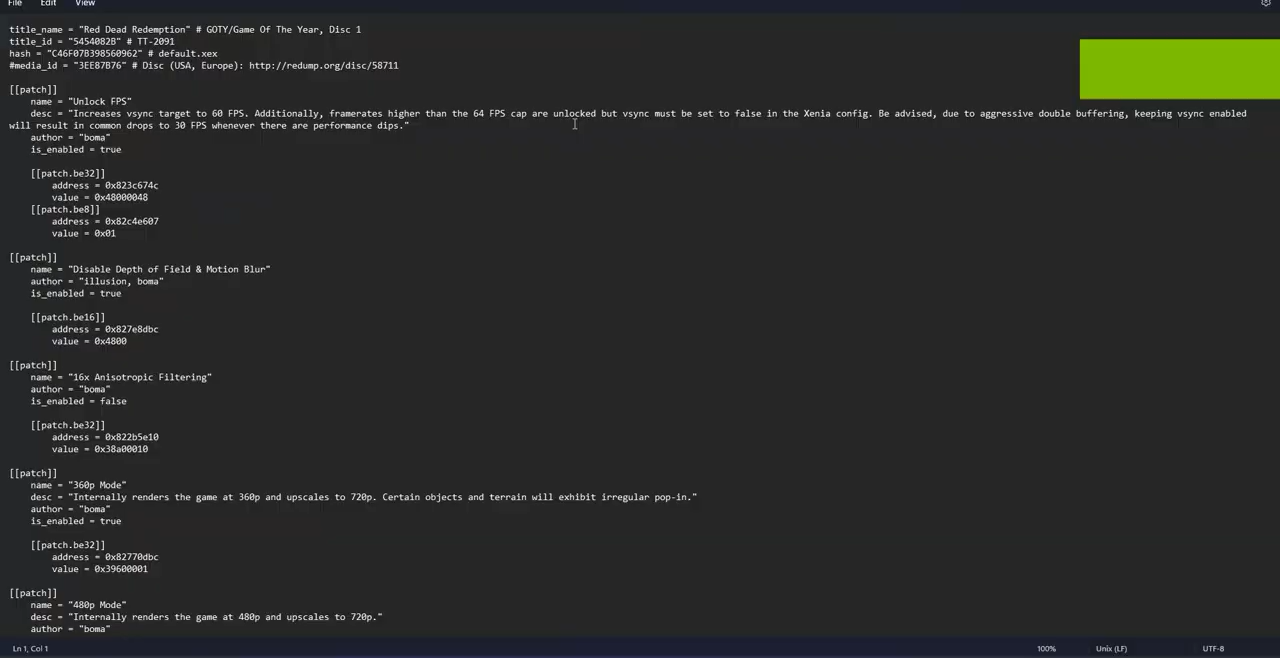 File Edit View
title_name = "Red Dead Redemption" # GOTY/Game Of The Year, Disc 1
title_id = "5454082B" # TT-2091
hash = "C46F07B398560962" # default.xex
#media_id = "3EE87B76" # Disc (USA, Europe): http://redump.org/disc/58711
[[patch]]
name = "Unlock FPS"
desc = "Increases vsync target to 60 FPS. Additionally, framerates higher than the 64 FPS cap are unlocked but vsync must be set to false in the Xenia config. Be advised, due to aggressive double buffering, keeping vsync enabled
will result in common drops to 30 FPS whenever there are performance dips."
author = "boma"
is_enabled = true
[[patch.be32]]
address = 0x823c674c
value = 0x48000048
[[patch.be8]]
address = 0x82c4e607
value = 0x01
[[patch]]
name = "Disable Depth of Field & Motion Blur"
author = "illusion, boma"
is_enabled = true
[[patch.be16]]
address = 0x827e8dbc
value = 0x4800
[[patch]]
name = "16x Anisotropic Filtering"
author = "boma"
is_enabled = false
[[patch.be32]]
address = 0x822b5e10
value = 0x38a00010
[[patch]]
name = "360p Mode"
desc = "Internally renders the game at 360p and upscales to 720p. Certain objects and terrain will exhibit irregular pop-in."
author = "boma"
is_enabled = true
[[patch.be32]]
address = 0x82770dbc
value = 0x39600001
[[patch]]
name = "480p Mode"
desc = "Internally renders the game at 480p and upscales to 720p."
author = "boma"
Ln 1, Col 1 100% Unix (LF) UTF-8